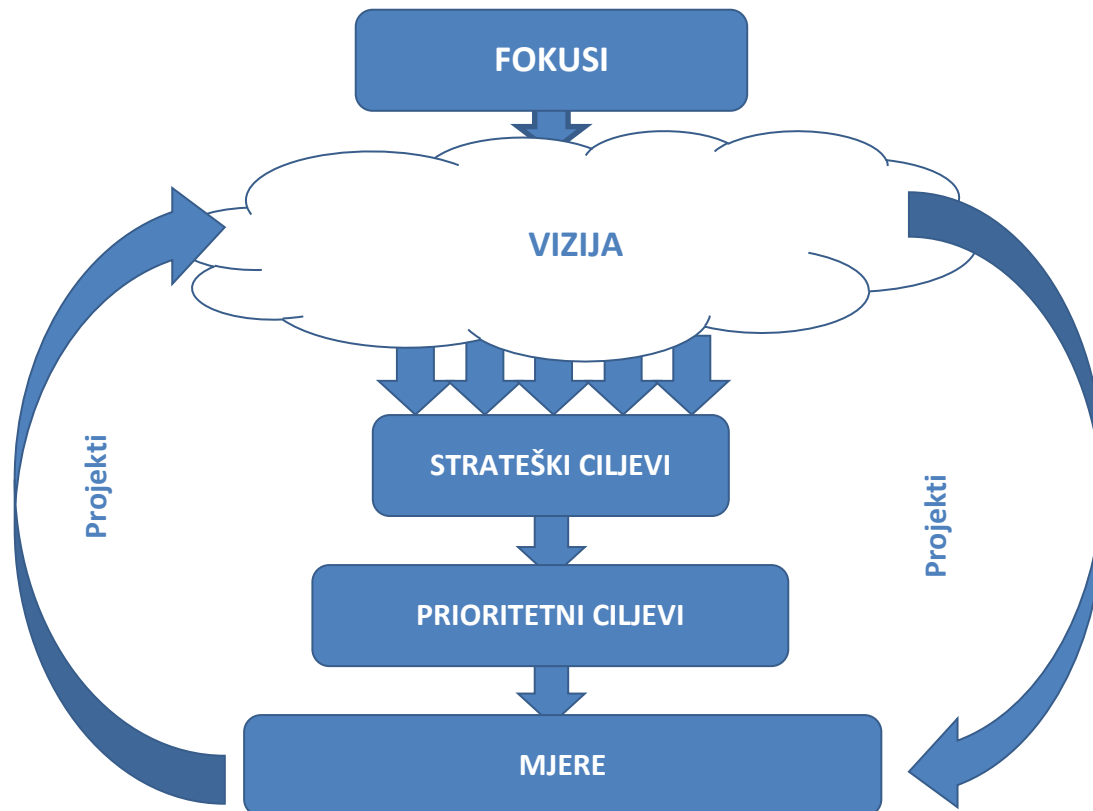 FOKUSI
VIZIJA
STRATEŠKI CILJEVI
Projekti
Projekti
PRIORITETNI CILJEVI
MJERE